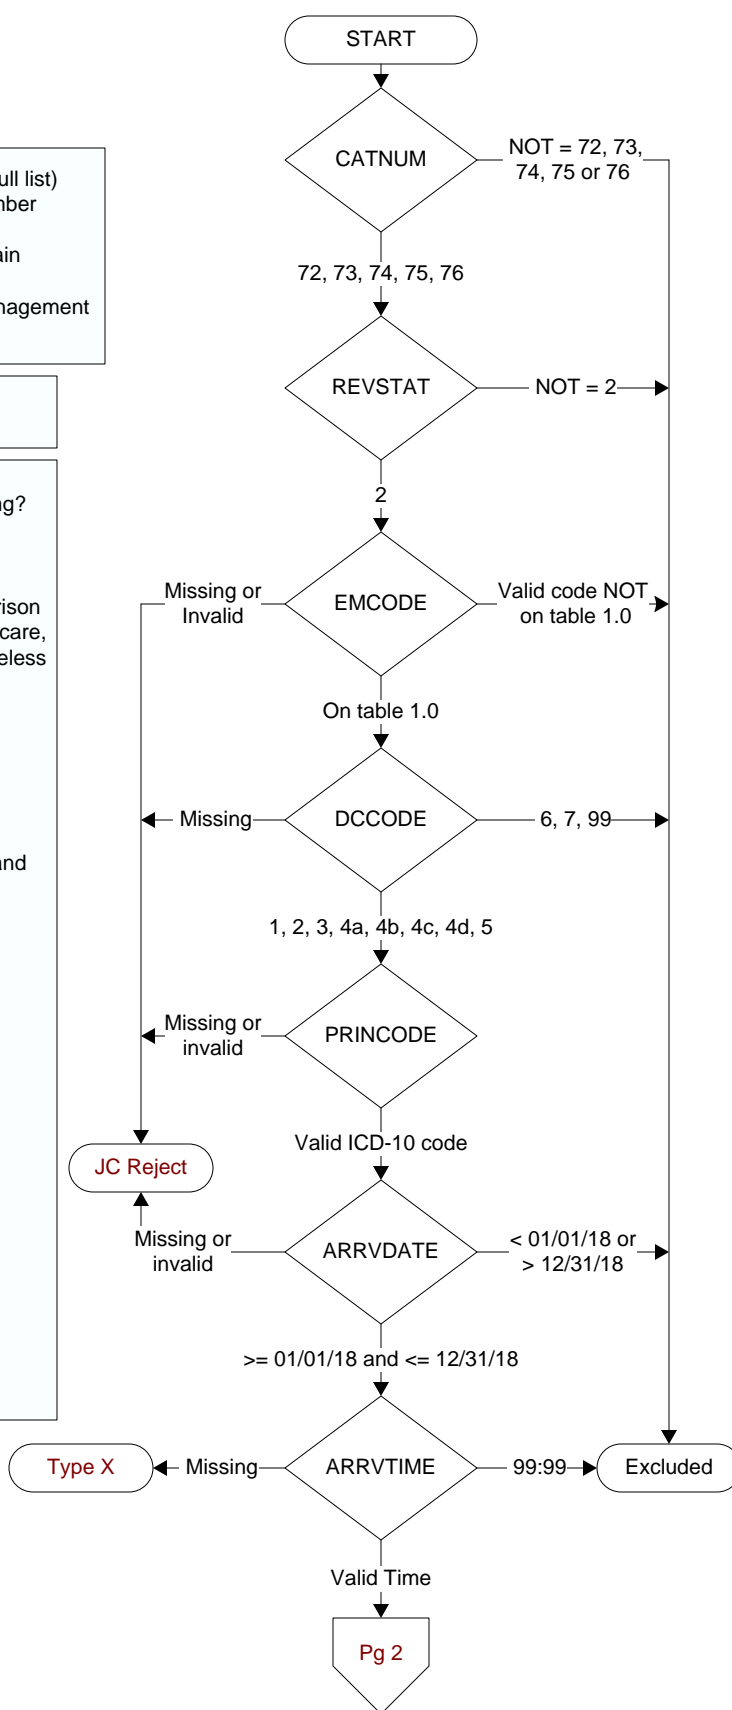 START
CATNUM
NOT = 72, 73,
74, 75 or 76
ull list)
nber
ain
nagement
72, 73, 74, 75, 76
REVSTAT
NOT = 2
2
ng?
Missing or
Invalid
EMCODE
Valid code NOT
on table 1.0
rison
care,
eless
On table 1.0
Missing
DCCODE
6, 7, 99
and
1, 2, 3, 4a, 4b, 4c, 4d, 5
Missing or
invalid
PRINCODE
Valid ICD-10 code
JC Reject
Missing or
invalid
ARRVDATE
< 01/01/18 or
> 12/31/18
>= 01/01/18 and <= 12/31/18
Type X
Missing
ARRVTIME
99:99
Excluded
Valid Time
Pg 2